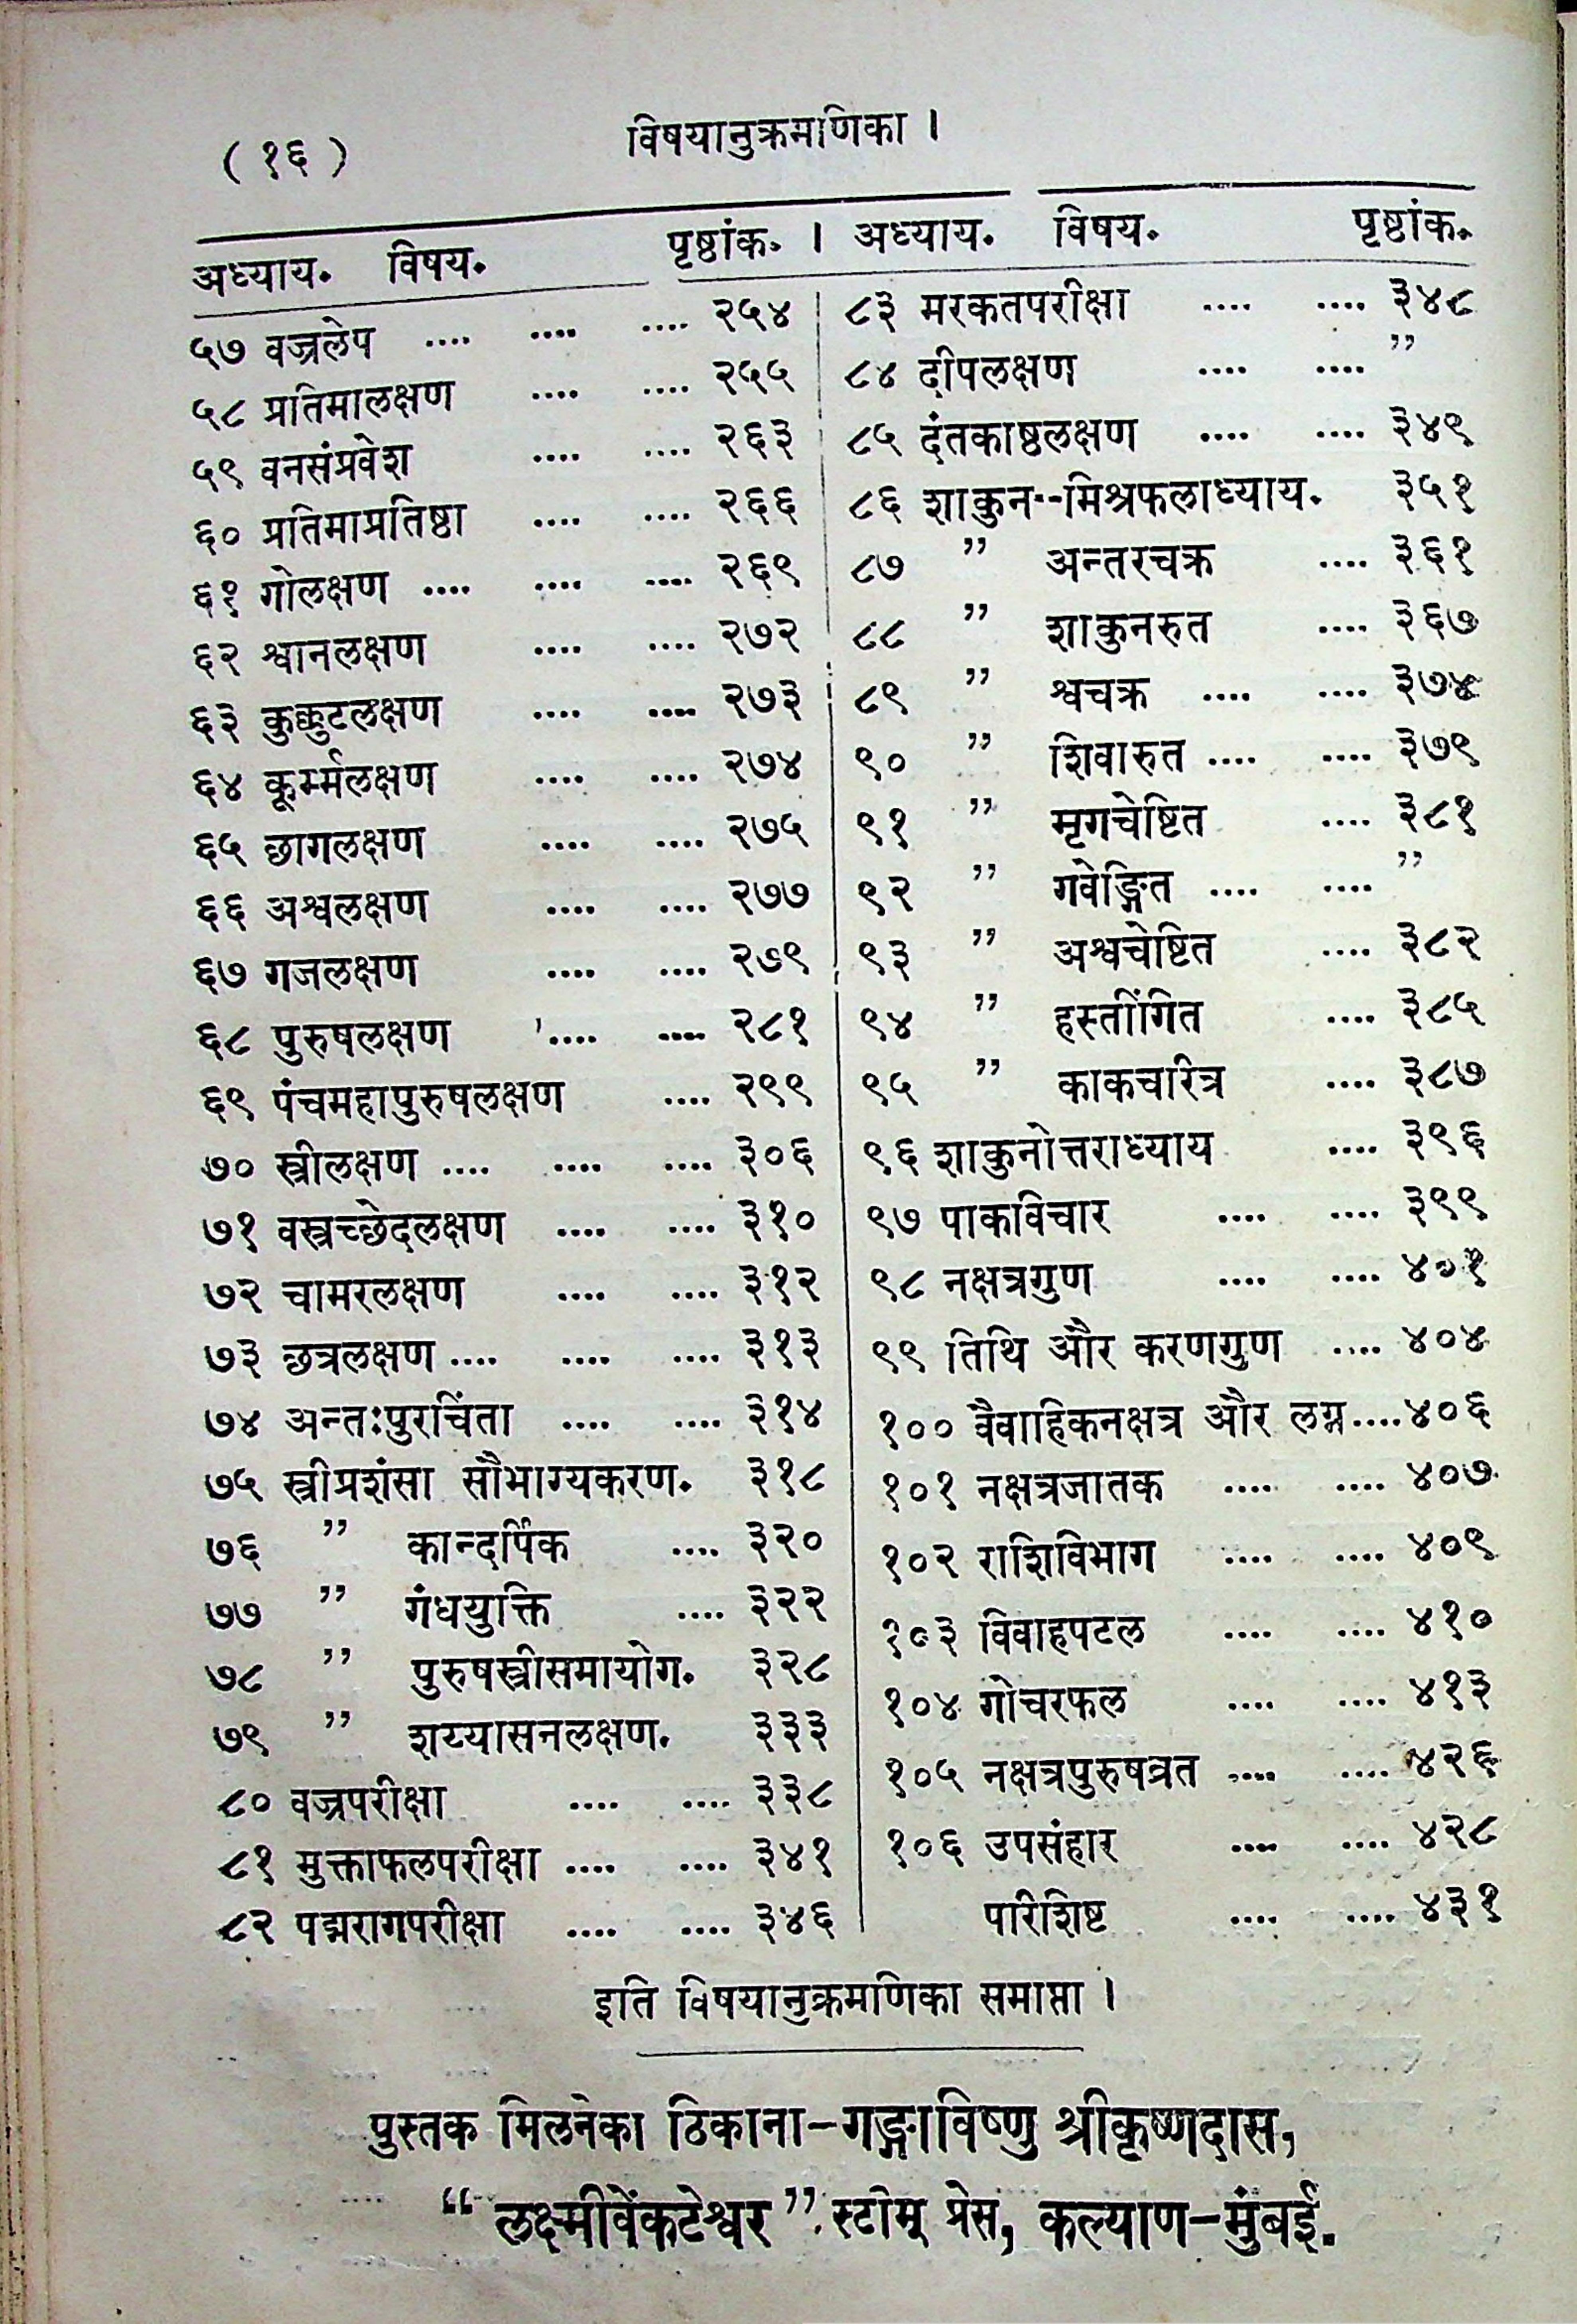 ( १६ )
विषयानुक्रमणिका ।
अध्याय. विषय. पृष्ठांक. ।
५७ वज्रलेप .... .... .... २५४
५८ प्रतिमालक्षण .... .... २५५
५९ वनसंप्रवेश .... .... २६३
६० प्रतिमाप्रतिष्ठा .... .... २६६
६१ गोलक्षण .... .... .... २६९
६२ श्वानलक्षण .... .... २७२
६३ कुक्कुटलक्षण .... .... २७३
६४ कूर्म्मलक्षण .... .... २७४
६५ छागलक्षण .... .... २७५
६६ अश्वलक्षण .... .... २७७
६७ गजलक्षण .... .... २७९
६८ पुरुषलक्षण .... .... २८१
६९ पंचमहापुरुषलक्षण .... २९९
७० स्त्रीलक्षण .... .... .... ३०६
७१ वस्त्रच्छेदलक्षण .... .... ३१०
७२ चामरलक्षण .... .... ३१२
७३ छत्रलक्षण .... .... .... ३१३
७४ अन्तःपुरचिंता .... .... ३१४
७५ स्त्रीप्रशंसा सौभाग्यकरण. ३१८
७६ ” कान्दर्पिक .... ३२०
७७ ” गंधयुक्ति .... ३२२
७८ ” पुरुषस्त्रीसमायोग. ३२८
७९ ” शय्यासनलक्षण. ३३३
८० वज्रपरीक्षा .... .... ३३८
८१ मुक्ताफलपरीक्षा .... .... ३४१
८२ पद्मरागपरीक्षा .... .... ३४६
अध्याय. विषय. पृष्ठांक.
८३ मरकतपरीक्षा .... .... ३४८
८४ दीपलक्षण .... .... ”
८५ दंतकाष्ठलक्षण .... .... ३४९
८६ शाकुन--मिश्रफलाध्याय. ३५१
८७ ” अन्तरचक्र .... ३६१
८८ ” शाकुनरुत .... ३६७
८९ ” श्वचक्र .... .... ३७४
९० ” शिवारुत .... .... ३७९
९१ ” मृगचेष्टित .... ३८१
९२ ” गवेङ्गित .... .... ”
९३ ” अश्वचेष्टित .... ३८२
९४ ” हस्तींगित .... ३८५
९५ ” काकचारित्र .... ३८७
९६ शाकुनोत्तराध्याय .... ३९६
९७ पाकविचार .... .... ३९९
९८ नक्षत्रगुण .... .... ४०१
९९ तिथि और करणगुण .... ४०४
१०० वैवाहिकनक्षत्र और लग्न....४०६
१०१ नक्षत्रजातक .... .... ४०७
१०२ राशिविभाग .... .... ४०९
१०३ विवाहपटल .... .... ४१०
१०४ गोचरफल .... .... ४१३
१०५ नक्षत्रपुरुषव्रत .... .... ४२६
१०६ उपसंहार .... .... ४२८
पारिशिष्ट .... .... ४३१
इति विषयानुक्रमणिका समाप्ता ।
पुस्तक मिलनेका ठिकाना–गङ्गाविष्णु श्रीकृष्णदास,
“ लक्ष्मीवेंकटेश्वर ” स्टीम् प्रेस, कल्याण–मुंबई.